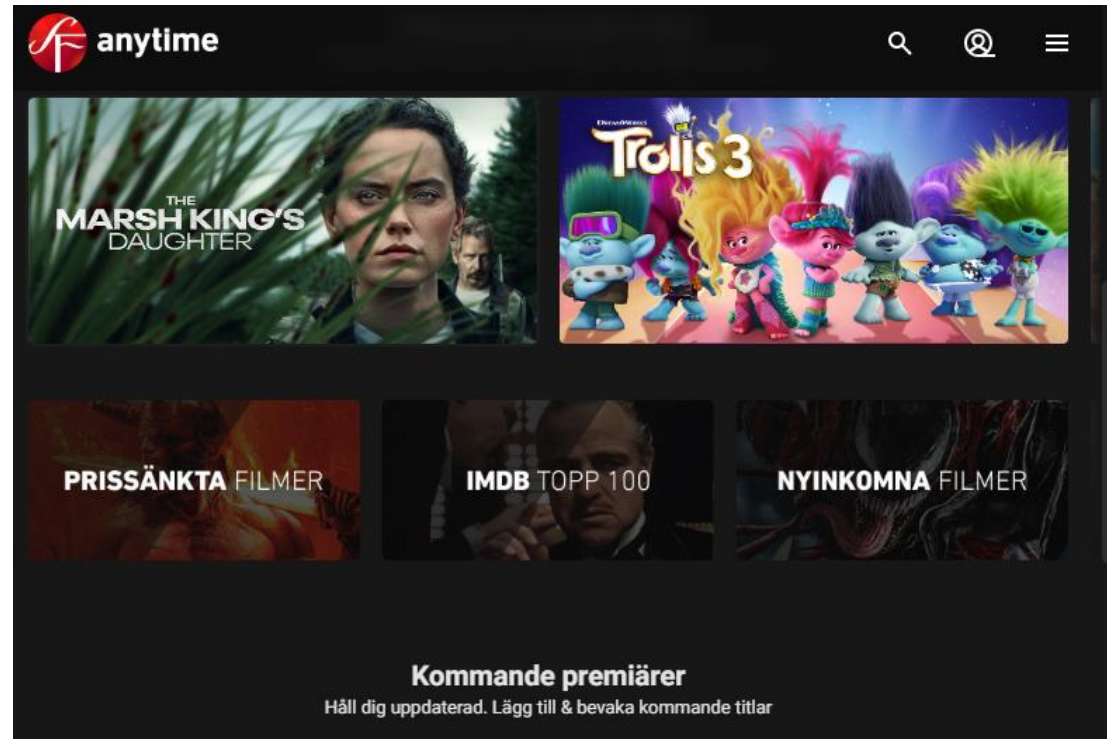 SF anytime
DREAMWORKS
Trolls 3
THE
MARSH KING'S
DAUGHTER
PRISSÄNKTA FILMER
IMDB TOPP 100
NYINKOMNA FILMER
Kommande premiärer
Håll dig uppdaterad. Lägg till & bevaka kommande titlar